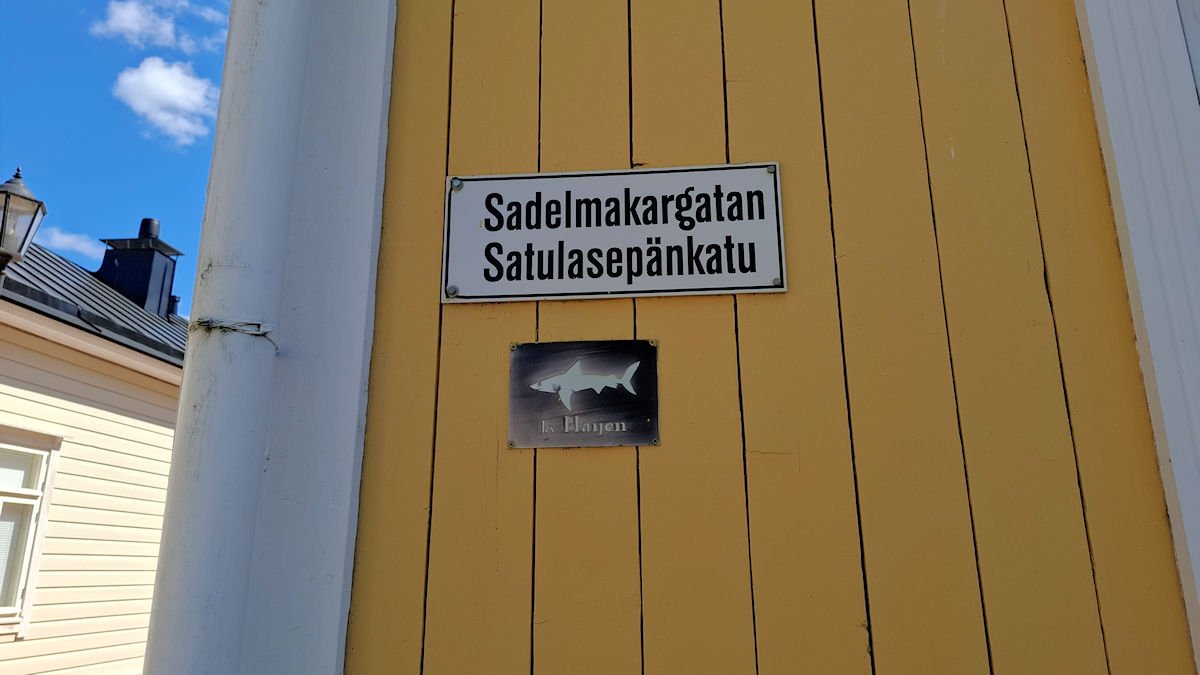 Sadelmakargatan
Satulasepänkatu
kv Haijen